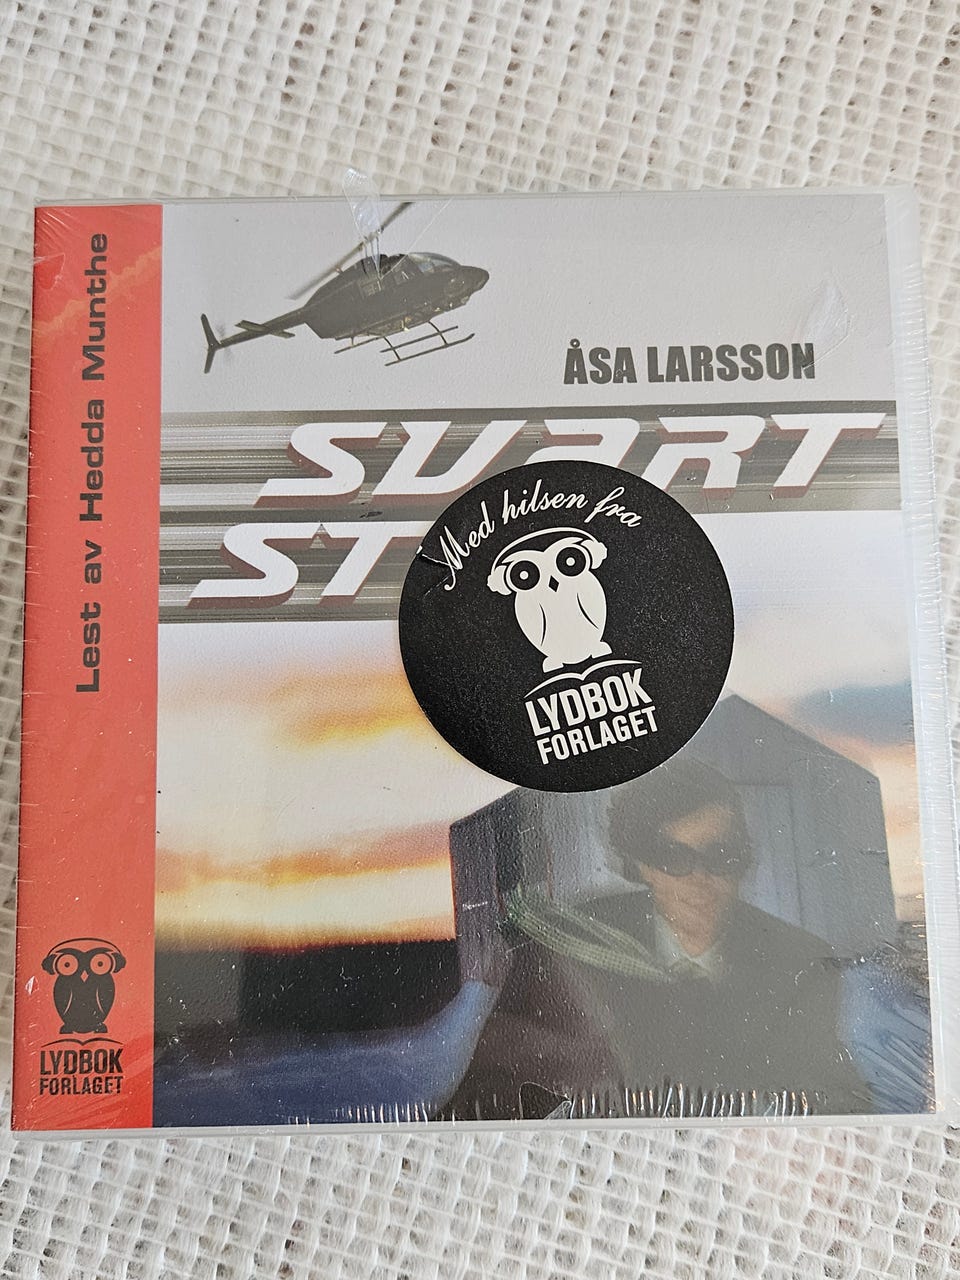 Lest av Hedda Munthe
ÅSA LARSSON
SVART
ST
Med hilsen fra
LYDBOK
FORLAGET
LYDBOK
FORLAGET